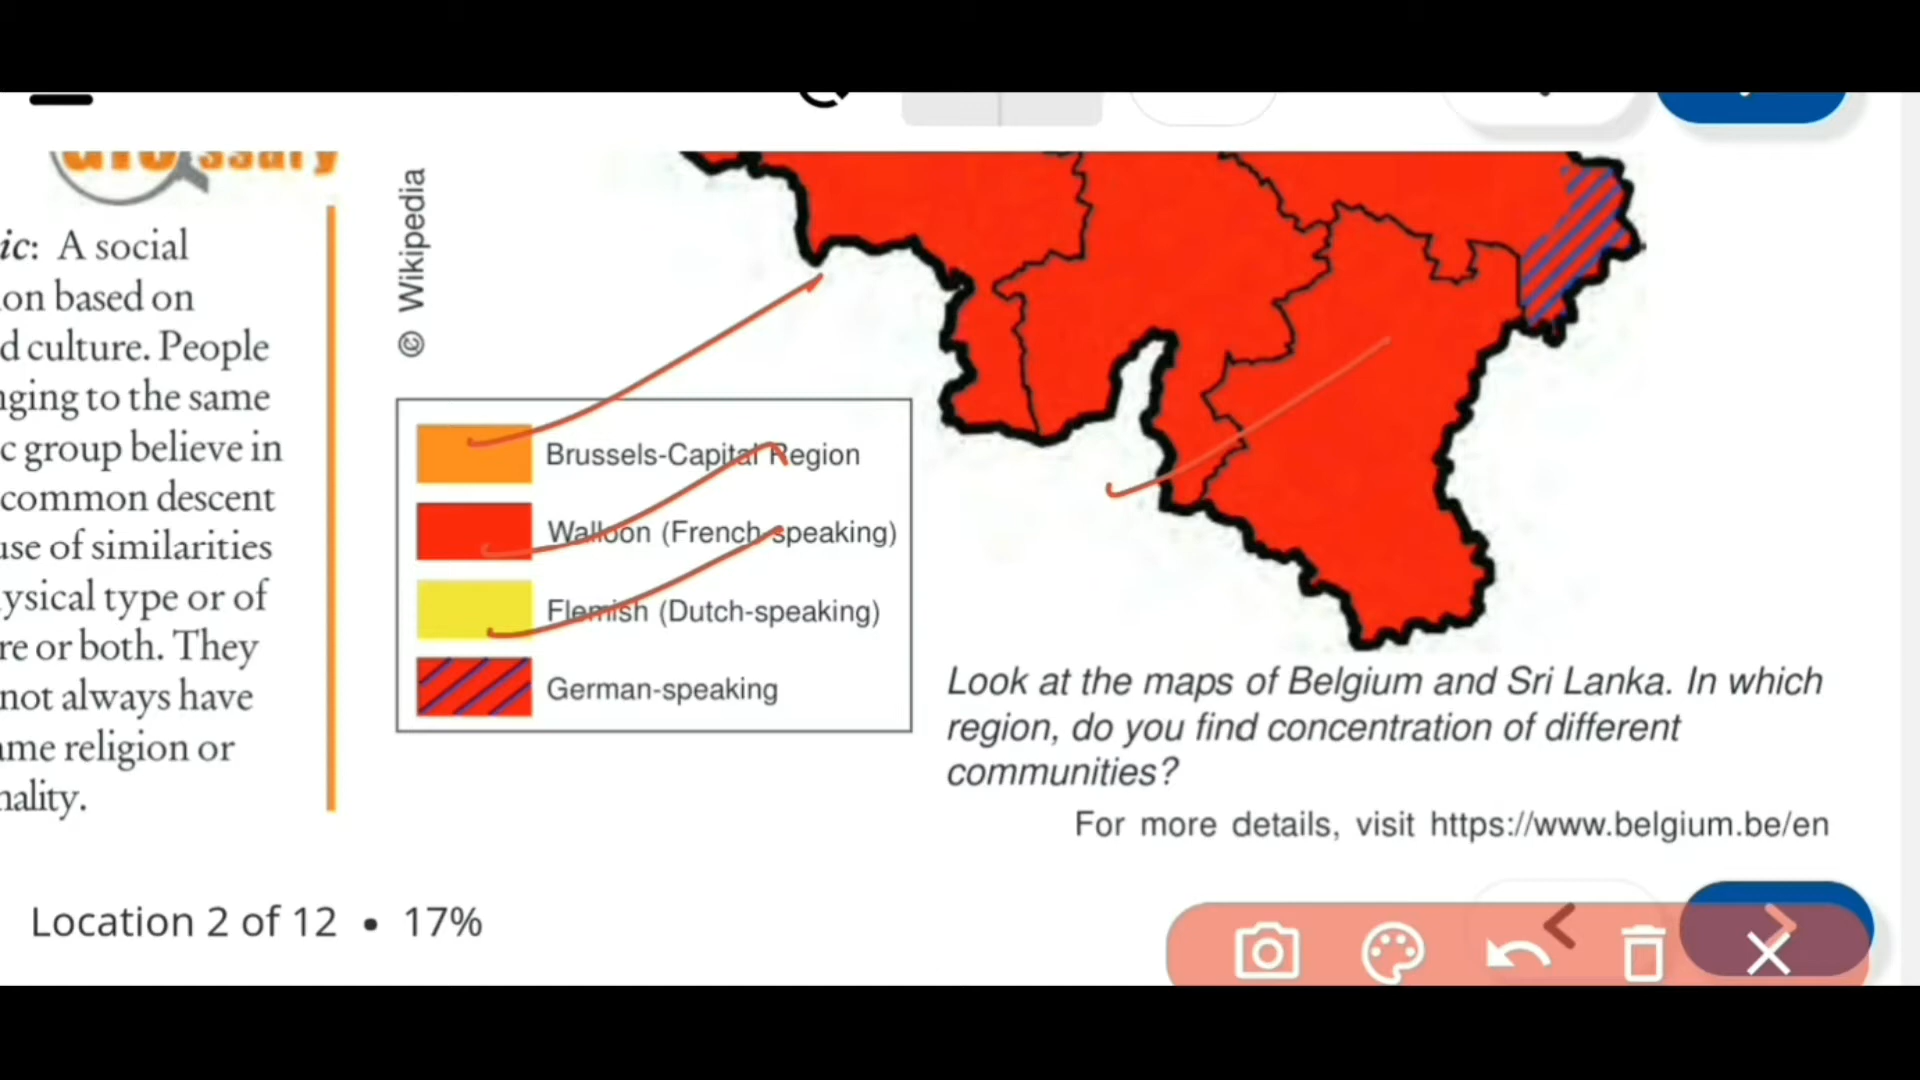 Glossary
ic: A social
on based on
d culture. People
nging to the same
c group believe in
common descent
use of similarities
ysical type or of
re or both. They
not always have
ame religion or
nality.
© Wikipedia
Brussels-Capital Region
Walloon (French-speaking)
Flemish (Dutch-speaking)
German-speaking
Look at the maps of Belgium and Sri Lanka. In which
region, do you find concentration of different
communities?
For more details, visit https://www.belgium.be/en
Location 2 of 12 • 17%